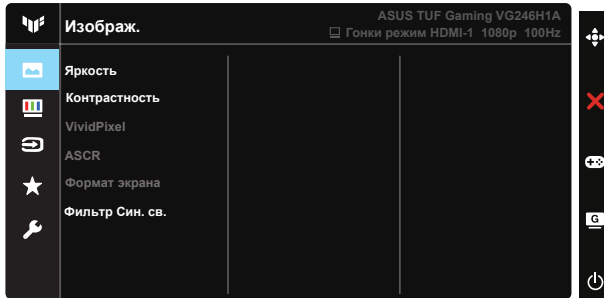 Изображ.
ASUS TUF Gaming VG246H1A
Гонки режим HDMI-1 1080p 100Hz
Яркость
Контрастность
VividPixel
ASCR
Формат экрана
Фильтр Син. св.
G